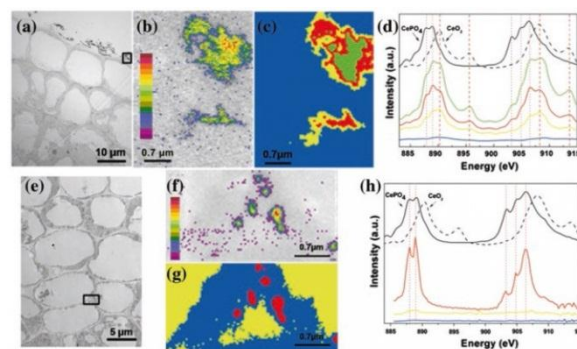 (a)
10 μm
(b)
0.7 μm
(c)
0.7μm
(d)
CePO4
CeO2
Intensity (a.u.)
885 890 895 900 905 910 91
Energy (eV)
(e)
5 μm
(f)
0.7μm
(g)
0.7μm
(h)
CePO4
CeO2
Intensity (a.u.)
885 890 895 900 905 910 915
Energy (eV)